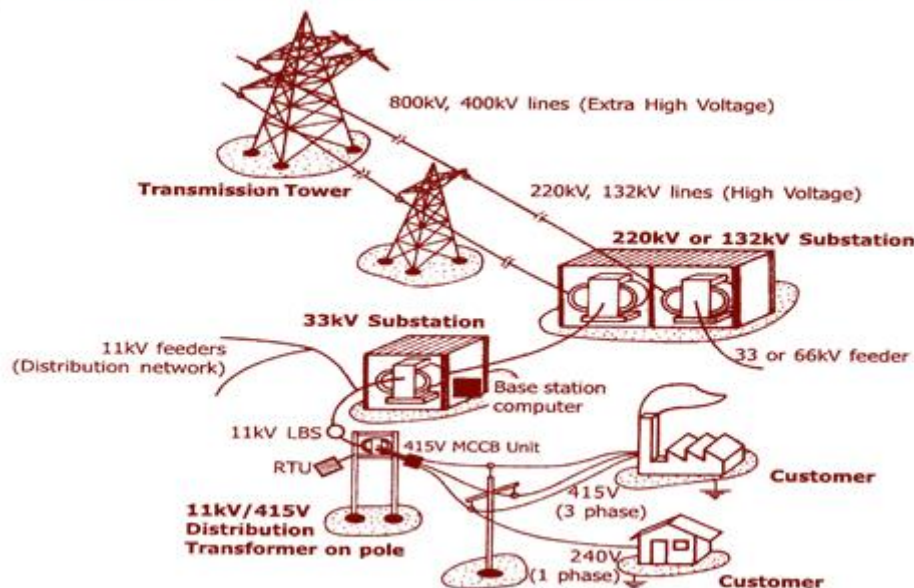 800kV, 400kV lines (Extra High Voltage)
Transmission Tower
220kV, 132kV lines (High Voltage)
220kV or 132kV Substation
33kV Substation
11kV feeders
(Distribution network)
33 or 66kV feeder
Base station
computer
11kV LBS
415V MCCB Unit
RTU
Customer
415V
(3 phase)
11kV/415V
Distribution
Transformer on pole
240V
(1 phase)
Customer